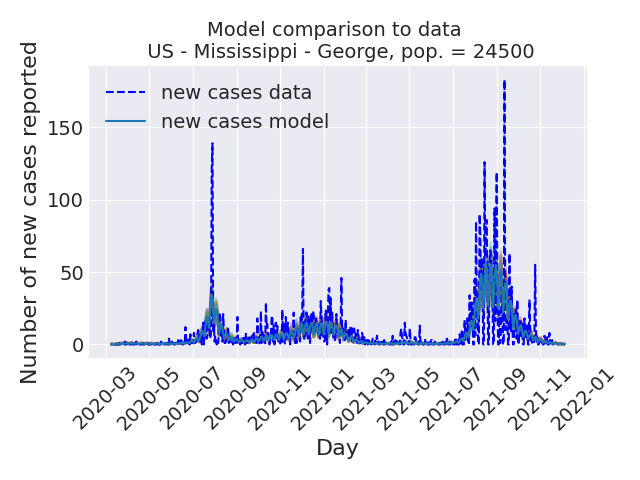 Model comparison to data
US - Mississippi - George, pop. = 24500
new cases data
new cases model
Number of new cases reported
150
100
50
0
2020-03
2020-05
2020-07
2020-09
2020-11
2021-01
2021-03
2021-05
2021-07
2021-09
2021-11
2022-01
Day